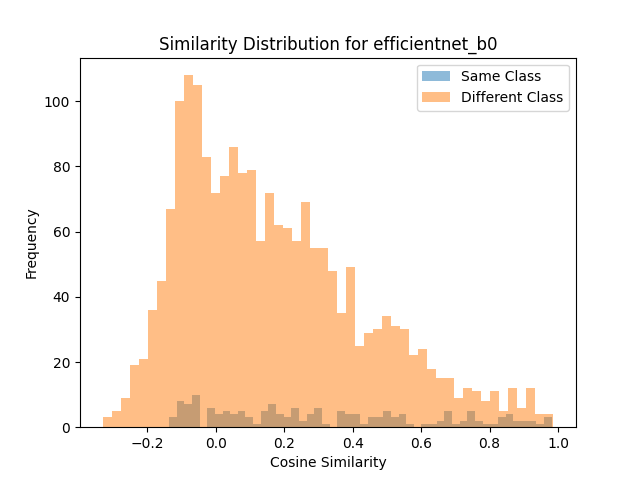 Similarity Distribution for efficientnet_b0
Same Class
Different Class
Frequency
100
80
60
40
20
0
−0.2 0.0 0.2 0.4 0.6 0.8 1.0
Cosine Similarity